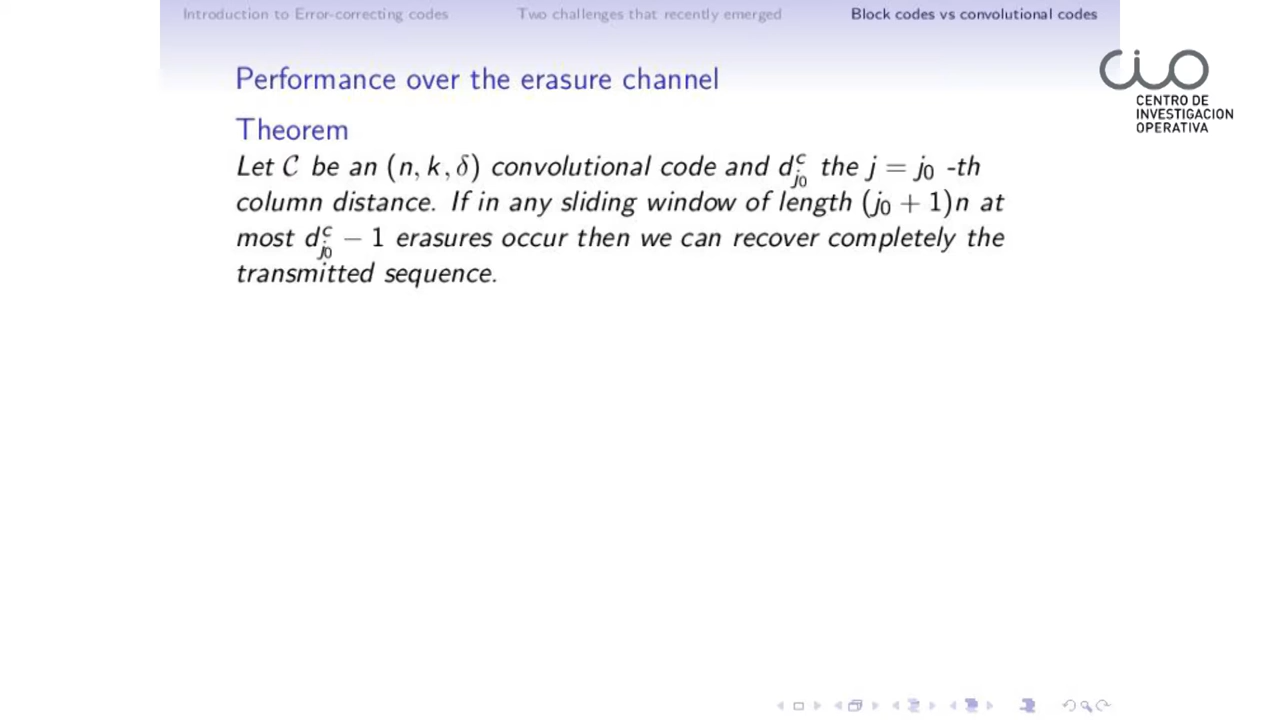 Introduction to Error-correcting codes Two challenges that recently emerged Block codes vs convolutional codes
CIO
CENTRO DE
INVESTIGACION
OPERATIVA
Performance over the erasure channel
Theorem
Let C be an (n, k, δ) convolutional code and d^c_{j0} the j = j0 -th
column distance. If in any sliding window of length (j0 + 1)n at
most d^c_{j0} − 1 erasures occur then we can recover completely the
transmitted sequence.